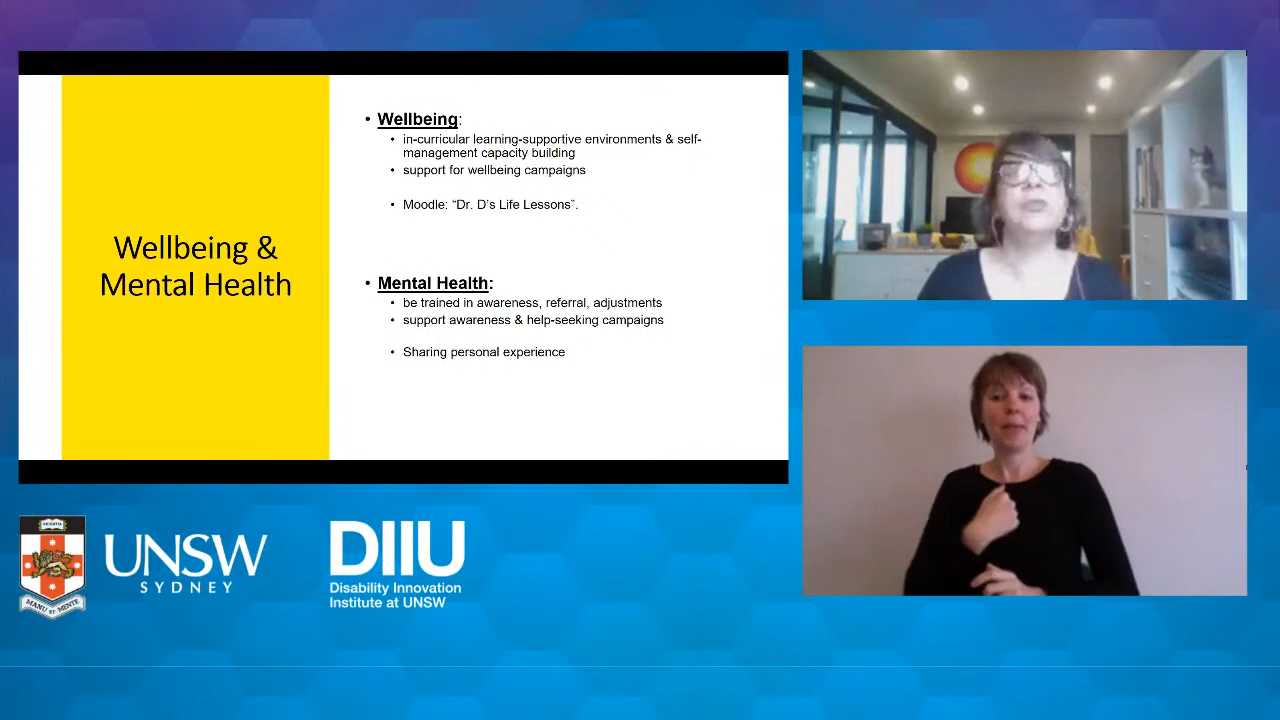 Wellbeing &
Mental Health
• Wellbeing:
• in-curricular learning-supportive environments & self-
management capacity building
• support for wellbeing campaigns
• Moodle: “Dr. D’s Life Lessons”.
• Mental Health:
• be trained in awareness, referral, adjustments
• support awareness & help-seeking campaigns
• Sharing personal experience
SCIENTIA
MANU ET MENTE
UNSW
SYDNEY
DIIU
Disability Innovation
Institute at UNSW